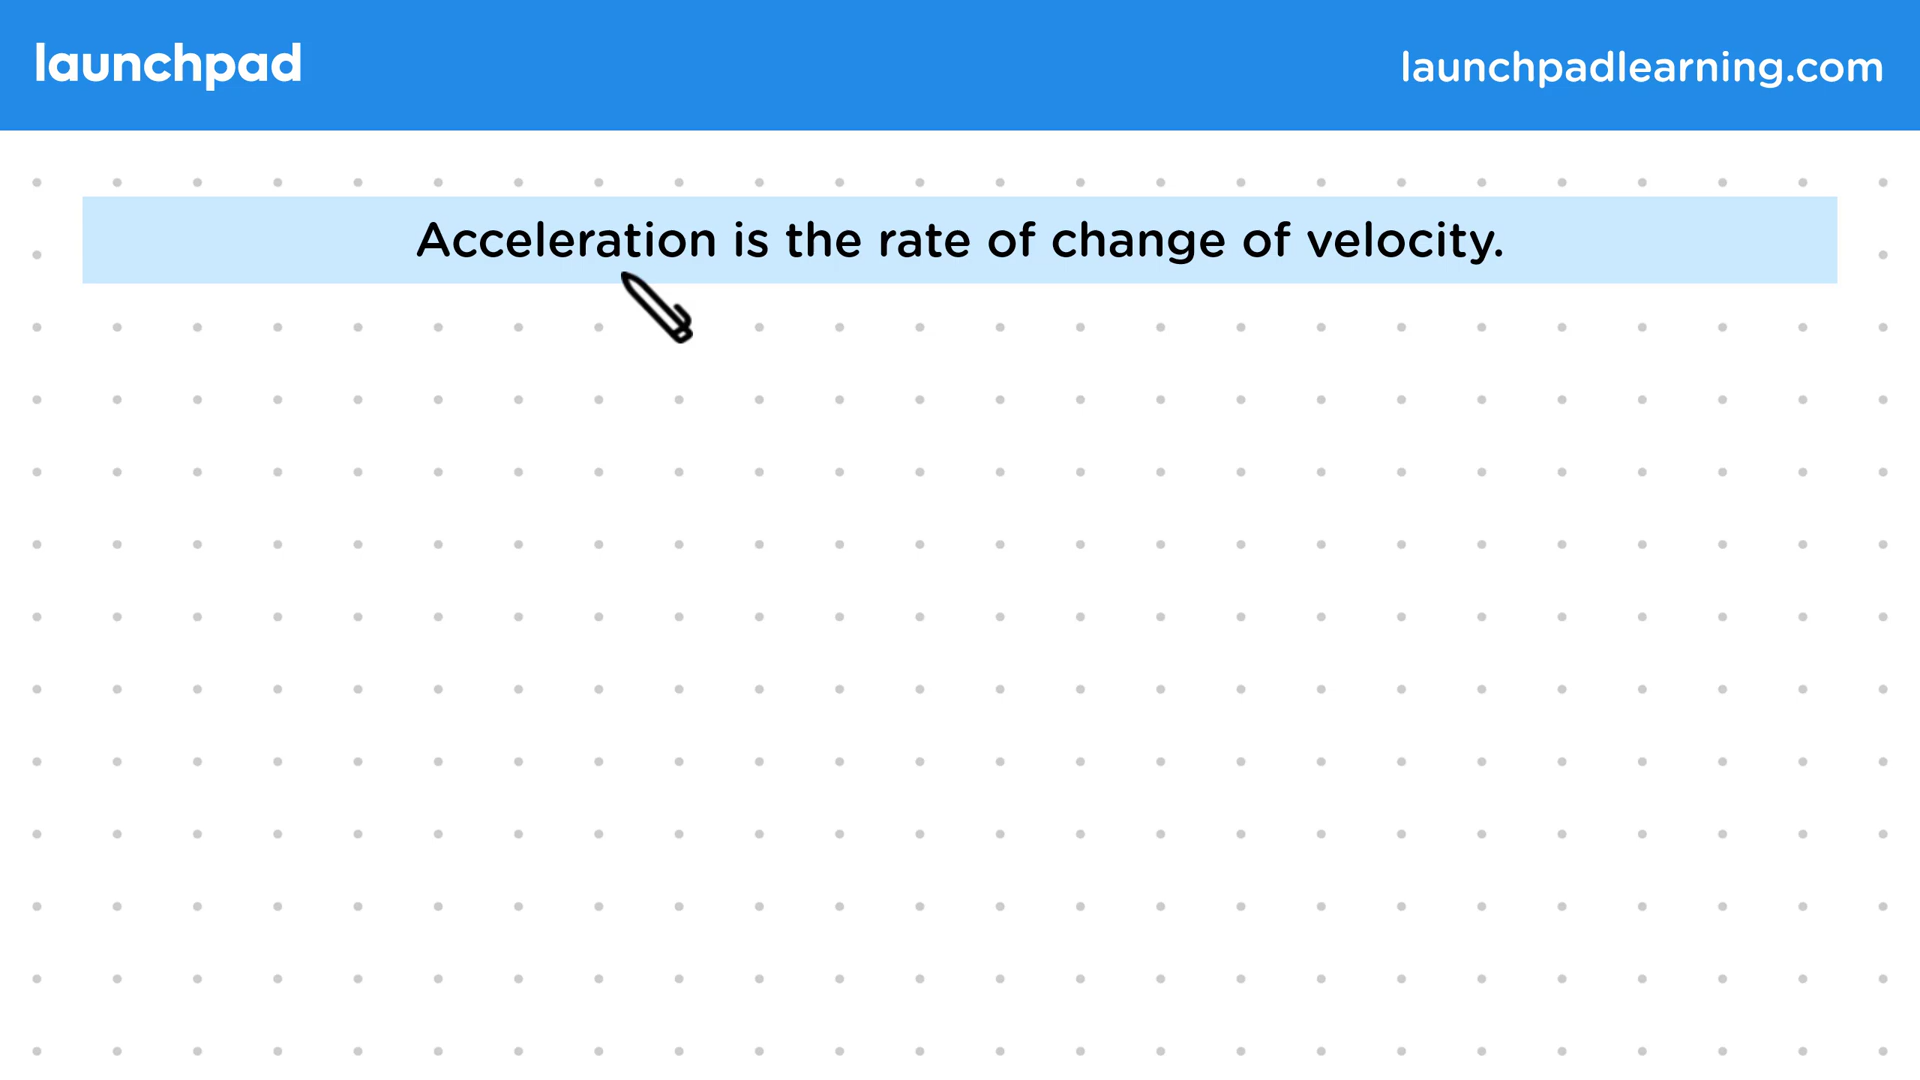 launchpad
launchpadlearning.com
Acceleration is the rate of change of velocity.